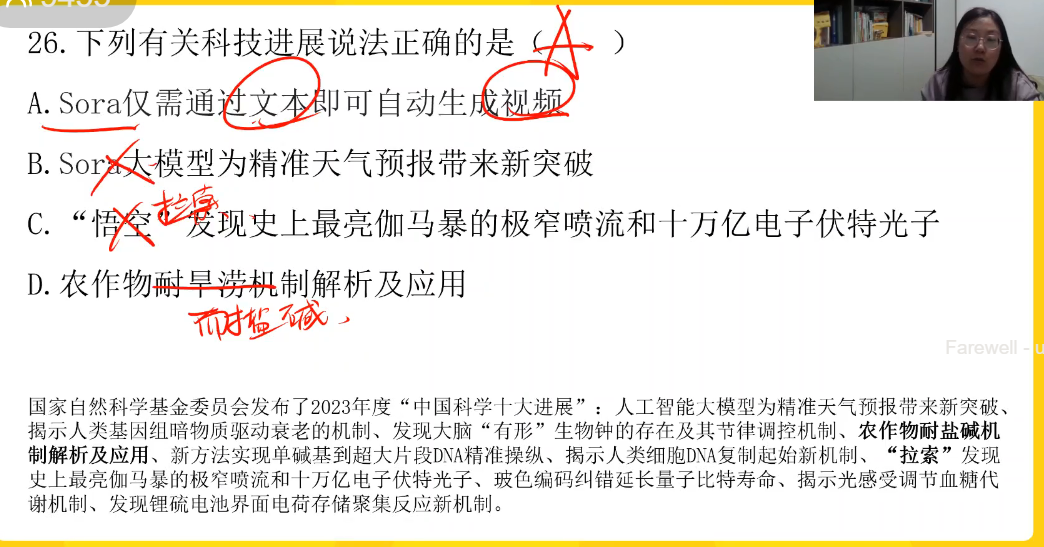 26.下列有关科技进展说法正确的是（A）
A.Sora仅需通过文本即可自动生成视频
B.Sora大模型为精准天气预报带来新突破
拉索
C.“悟空”发现史上最亮伽马暴的极窄喷流和十万亿电子伏特光子
D.农作物耐旱涝机制解析及应用
耐盐碱
Farewell - u
国家自然科学基金委员会发布了2023年度“中国科学十大进展”：人工智能大模型为精准天气预报带来新突破、
揭示人类基因组暗物质驱动衰老的机制、发现大脑“有形”生物钟的存在及其节律调控机制、农作物耐盐碱机
制解析及应用、新方法实现单碱基到超大片段DNA精准操纵、揭示人类细胞DNA复制起始新机制、“拉索”发现
史上最亮伽马暴的极窄喷流和十万亿电子伏特光子、玻色编码纠错延长量子比特寿命、揭示光感受调节血糖代
谢机制、发现锂硫电池界面电荷存储聚集反应新机制。